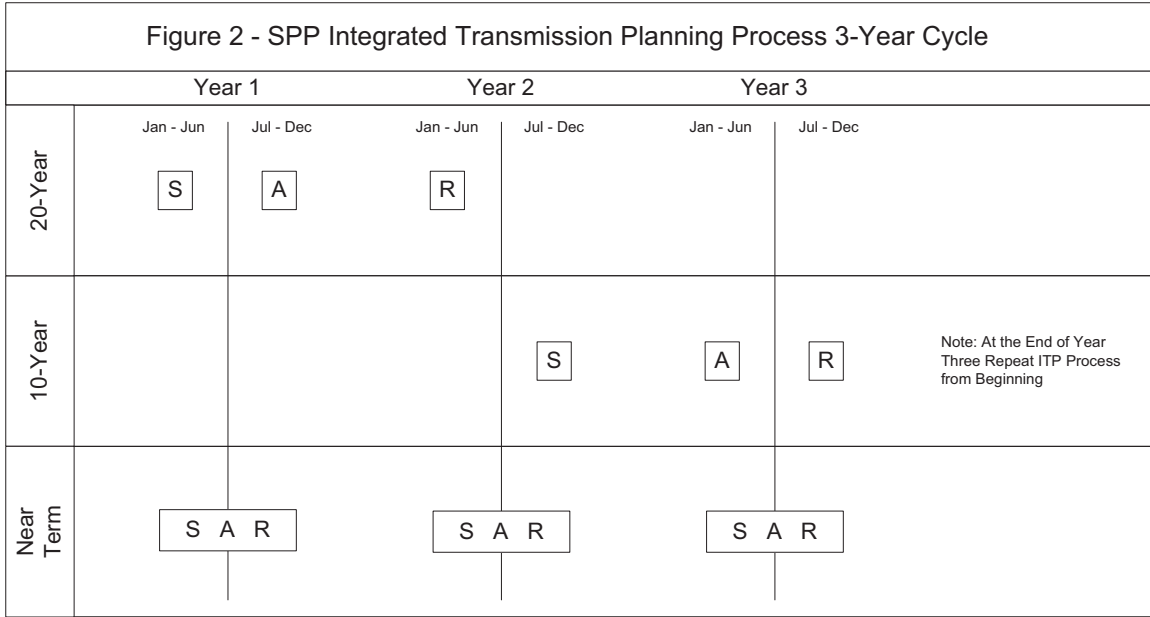 Figure 2 - SPP Integrated Transmission Planning Process 3-Year Cycle
Year 1 Year 2 Year 3
Jan - Jun Jul - Dec Jan - Jun Jul - Dec Jan - Jun Jul - Dec
20-Year
S A R
10-Year
S A R
Note: At the End of Year
Three Repeat ITP Process
from Beginning
Near
Term
S A R S A R S A R